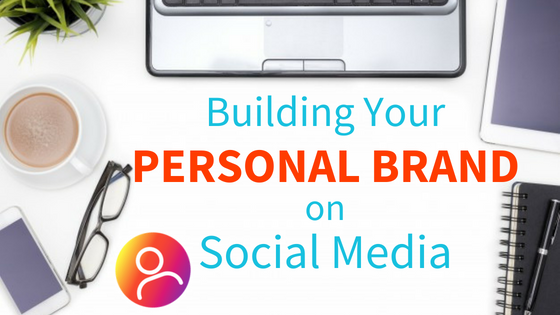 Building Your
PERSONAL BRAND
on
Social Media